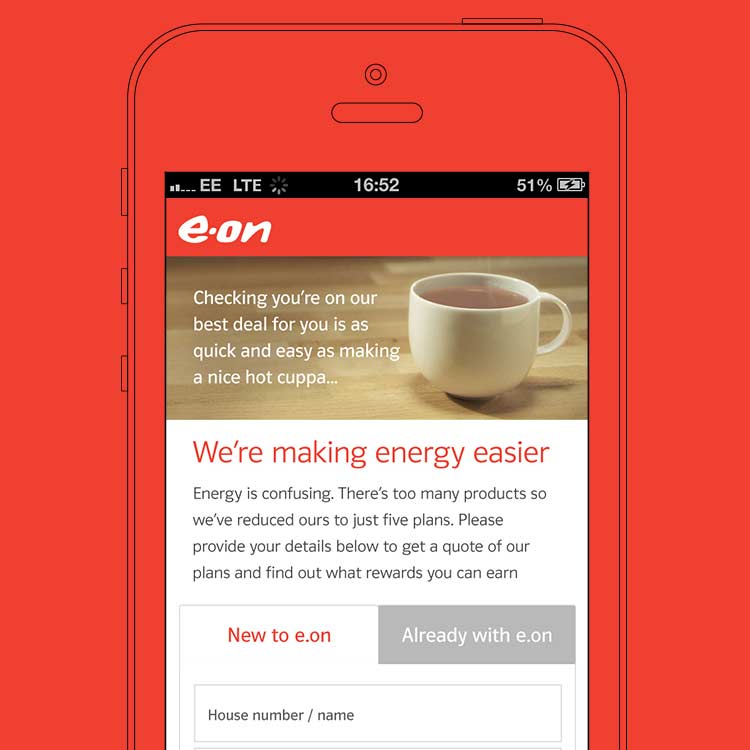 EE LTE 16:52 51%
e·on
Checking you're on our
best deal for you is as
quick and easy as making
a nice hot cuppa...
We're making energy easier
Energy is confusing. There's too many products so
we've reduced ours to just five plans. Please
provide your details below to get a quote of our
plans and find out what rewards you can earn
New to e.on Already with e.on
House number / name